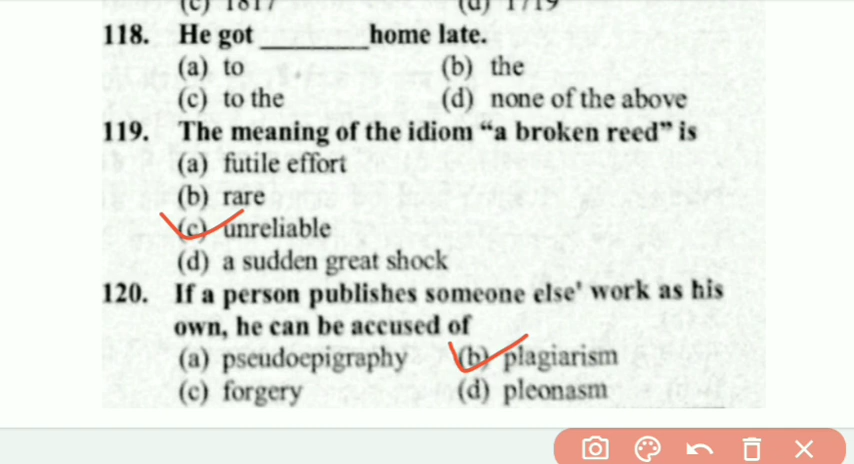 118. He got ________home late.
(a) to (b) the
(c) to the (d) none of the above
119. The meaning of the idiom “a broken reed” is
(a) futile effort
(b) rare
(c) unreliable
(d) a sudden great shock
120. If a person publishes someone else' work as his
own, he can be accused of
(a) pseudoepigraphy (b) plagiarism
(c) forgery (d) pleonasm